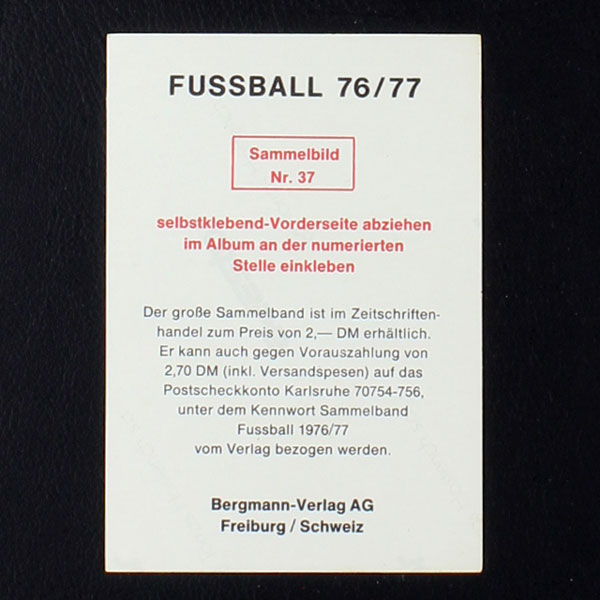 FUSSBALL 76/77
Sammelbild
Nr. 37
selbstklebend-Vorderseite abziehen
im Album an der numerierten
Stelle einkleben
Der große Sammelband ist im Zeitschriften-
handel zum Preis von 2,— DM erhältlich.
Er kann auch gegen Vorauszahlung von
2,70 DM (inkl. Versandspesen) auf das
Postscheckkonto Karlsruhe 70754-756,
unter dem Kennwort Sammelband
Fussball 1976/77
vom Verlag bezogen werden.
Bergmann-Verlag AG
Freiburg / Schweiz